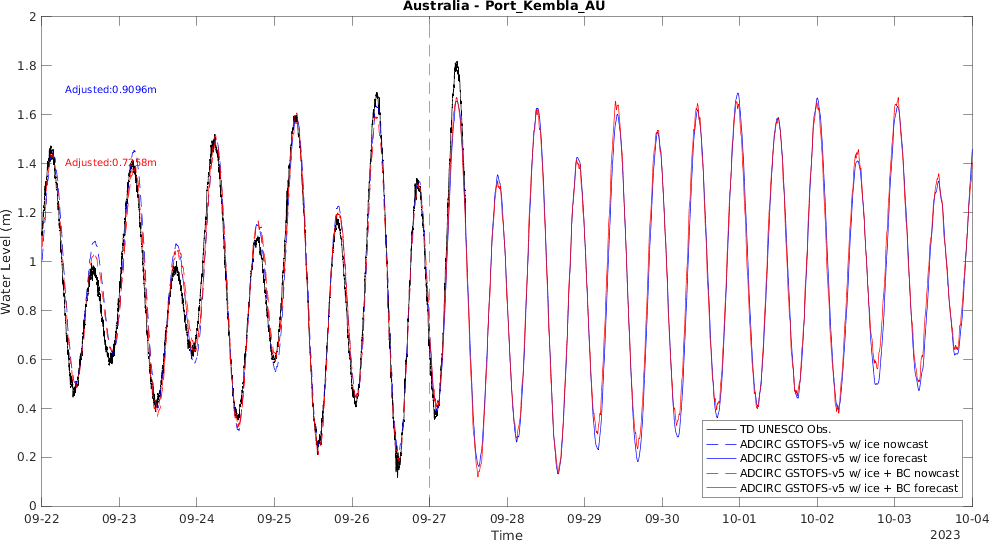 Australia - Port_Kembla_AU
2
1.8
1.6
1.4
1.2
1
0.8
0.6
0.4
0.2
0
Water Level (m)
Adjusted:0.9096m
Adjusted:0.7258m
TD UNESCO Obs.
ADCIRC GSTOFS-v5 w/ ice nowcast
ADCIRC GSTOFS-v5 w/ ice forecast
ADCIRC GSTOFS-v5 w/ ice + BC nowcast
ADCIRC GSTOFS-v5 w/ ice + BC forecast
09-22 09-23 09-24 09-25 09-26 09-27 09-28 09-29 09-30 10-01 10-02 10-03 10-04
Time
2023